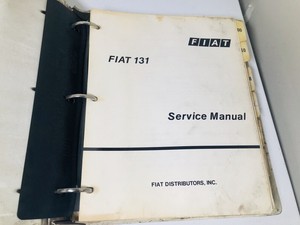 FIAT
FIAT 131
Service Manual
FIAT DISTRIBUTORS, INC.